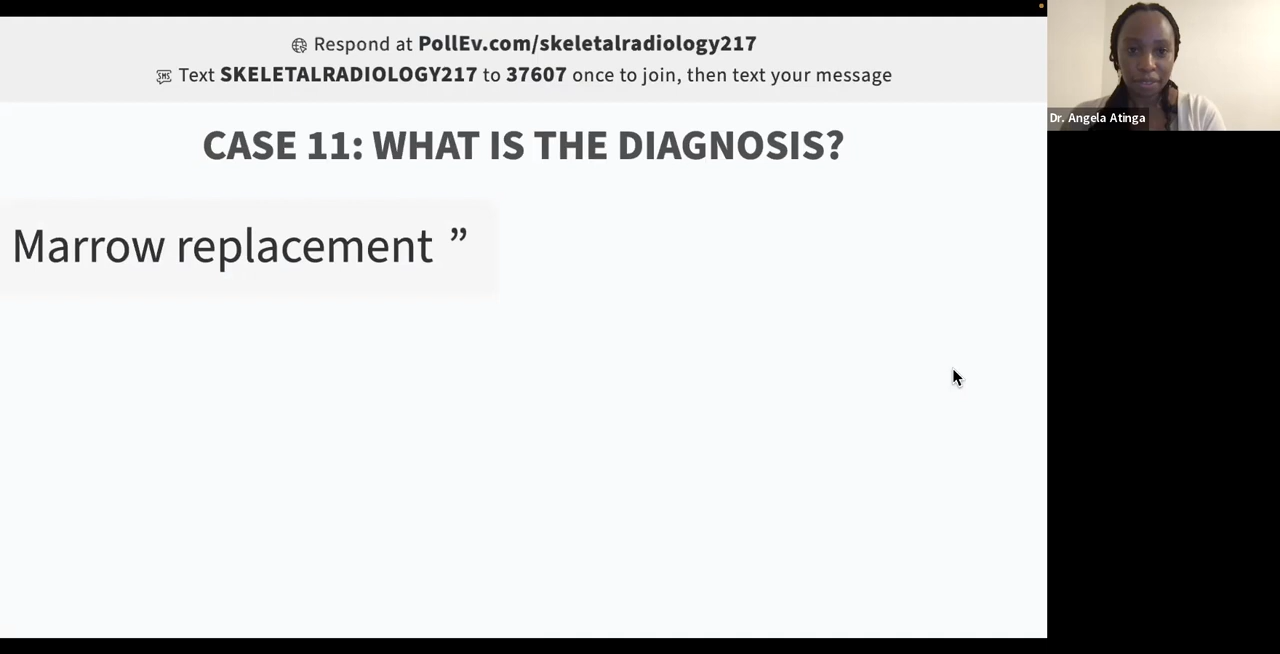 Respond at PollEv.com/skeletalradiology217
Text SKELETALRADIOLOGY217 to 37607 once to join, then text your message
CASE 11: WHAT IS THE DIAGNOSIS?
Marrow replacement ”
Dr. Angela Atinga